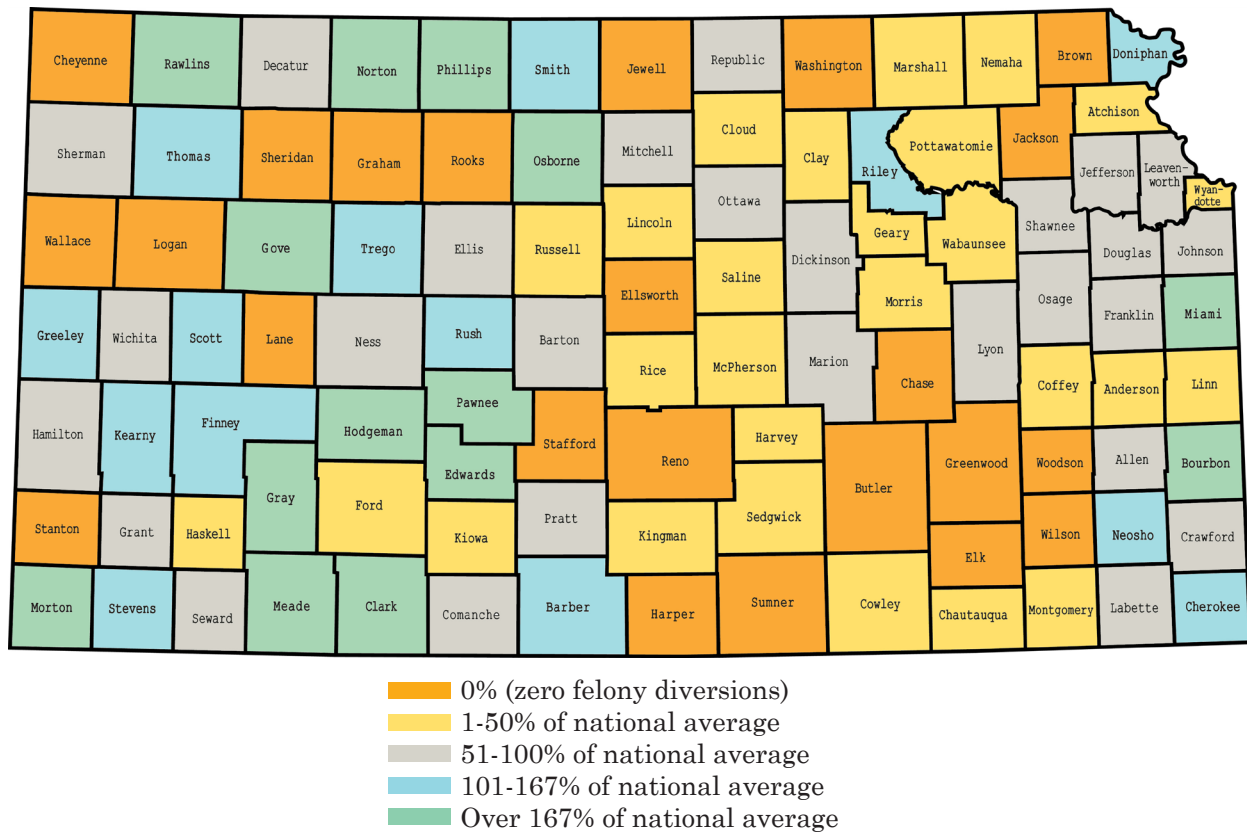 Cheyenne
Rawlins
Decatur
Norton
Phillips
Smith
Jewell
Republic
Washington
Marshall
Nemaha
Brown
Doniphan
Sherman
Thomas
Sheridan
Graham
Rooks
Osborne
Mitchell
Cloud
Clay
Riley
Pottawatomie
Jackson
Atchison
Jefferson
Leaven-
worth
Wyan-
dotte
Wallace
Logan
Gove
Trego
Ellis
Russell
Lincoln
Ottawa
Saline
Dickinson
Geary
Wabaunsee
Shawnee
Douglas
Johnson
Ellsworth
Morris
Osage
Franklin
Miami
Greeley
Wichita
Scott
Lane
Ness
Rush
Barton
Rice
McPherson
Marion
Chase
Lyon
Coffey
Anderson
Linn
Hamilton
Kearny
Finney
Hodgeman
Pawnee
Stafford
Reno
Harvey
Butler
Greenwood
Woodson
Allen
Bourbon
Gray
Edwards
Ford
Stanton
Grant
Haskell
Kiowa
Pratt
Kingman
Sedgwick
Elk
Wilson
Neosho
Crawford
Morton
Stevens
Seward
Meade
Clark
Comanche
Barber
Harper
Sumner
Cowley
Chautauqua
Montgomery
Labette
Cherokee
0% (zero felony diversions)
1-50% of national average
51-100% of national average
101-167% of national average
Over 167% of national average